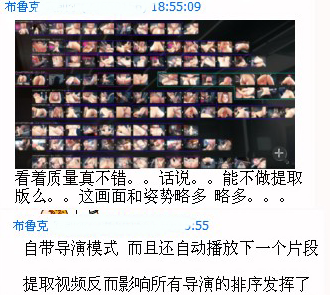 布鲁克 18:55:09
看着质量真不错。。话说。。能不做提取
版么。。这画面和姿势略多 略多。。。
布鲁克 :55
自带导演模式 而且还自动播放下一个片段
提取视频反而影响所有导演的排序发挥了